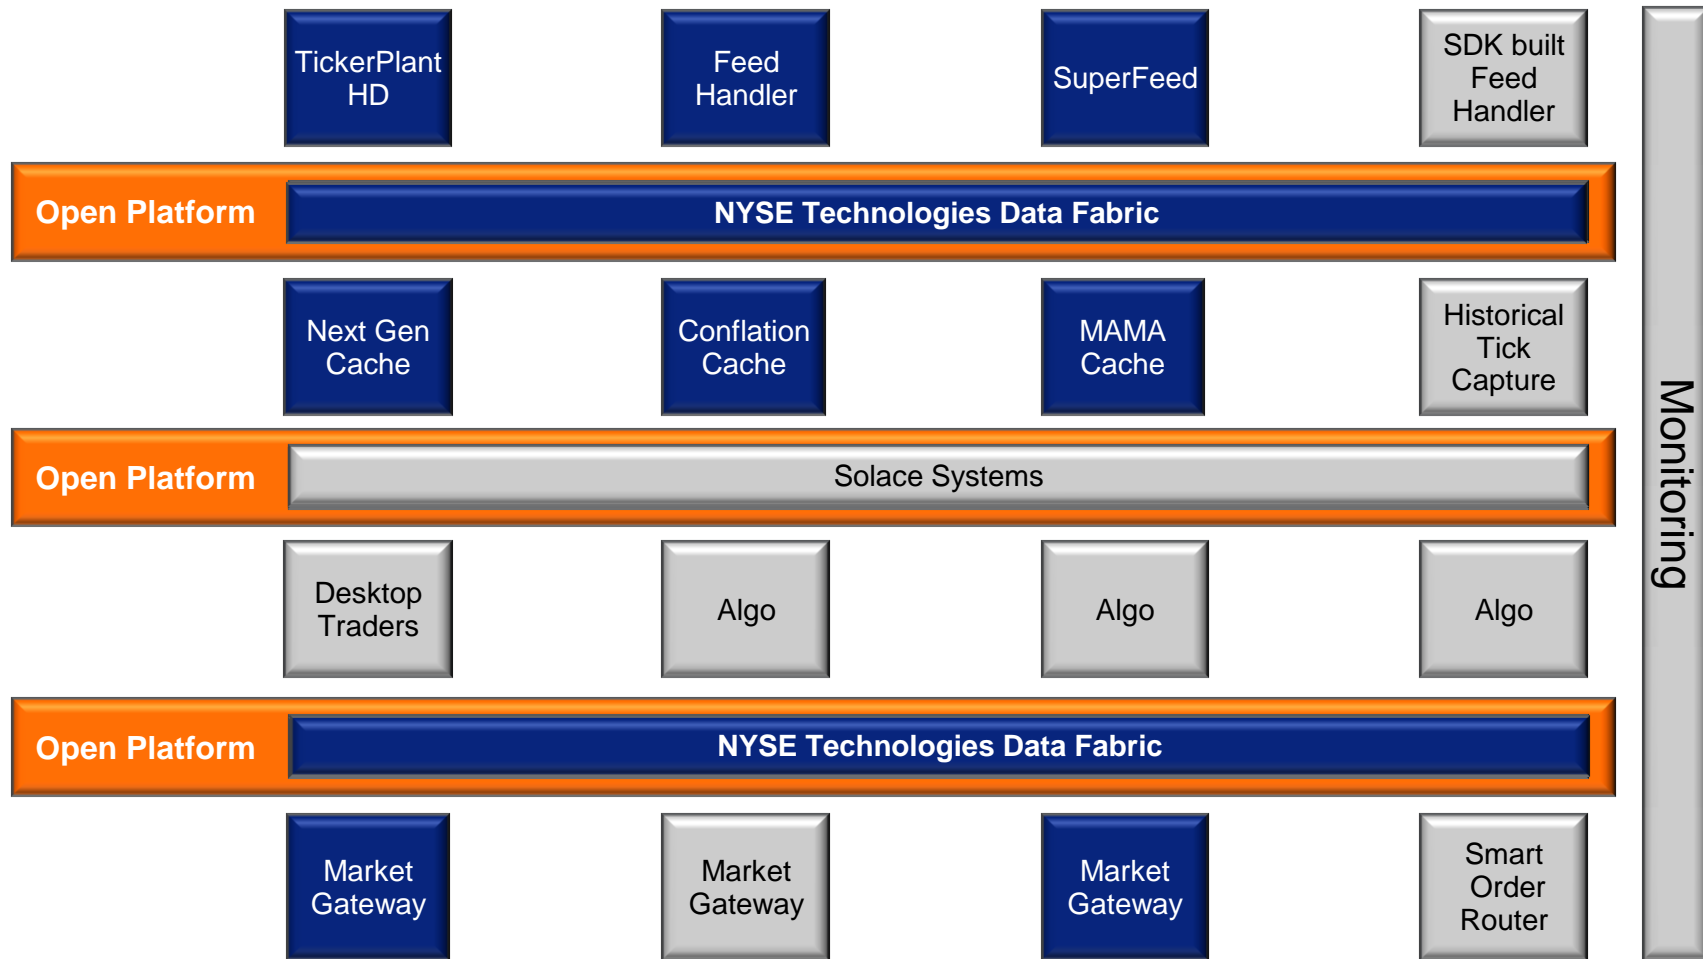 TickerPlant
HD
Feed
Handler
SuperFeed
SDK built
Feed
Handler
Open Platform
NYSE Technologies Data Fabric
Next Gen
Cache
Conflation
Cache
MAMA
Cache
Historical
Tick
Capture
Open Platform
Solace Systems
Desktop
Traders
Algo
Algo
Algo
Open Platform
NYSE Technologies Data Fabric
Market
Gateway
Market
Gateway
Market
Gateway
Smart
Order
Router
Monitoring